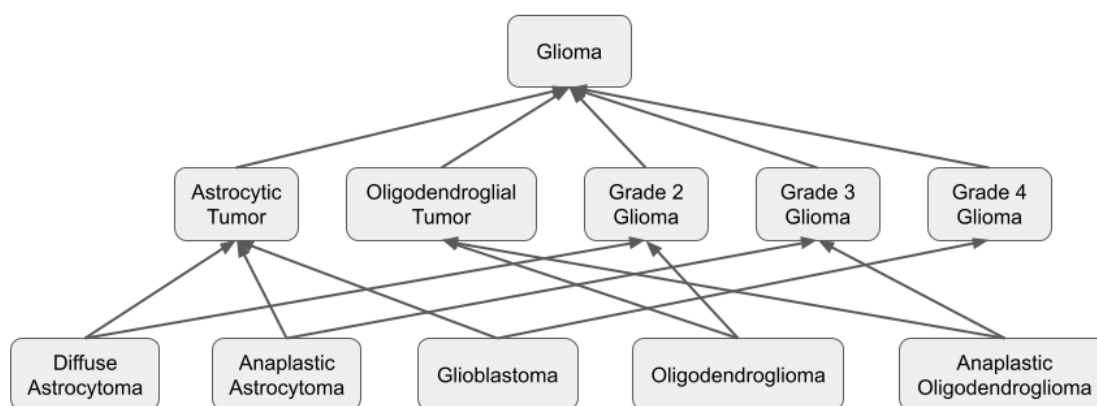 Glioma
Astrocytic
Tumor
Oligodendroglial
Tumor
Grade 2
Glioma
Grade 3
Glioma
Grade 4
Glioma
Diffuse
Astrocytoma
Anaplastic
Astrocytoma
Glioblastoma
Oligodendroglioma
Anaplastic
Oligodendroglioma